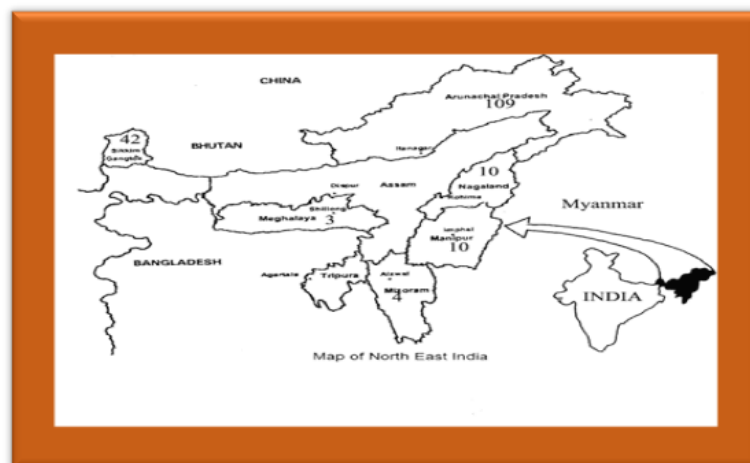 CHINA
Arunachal Pradesh
109
42
Sikkim
Gangtok
BHUTAN
Itanagar
10
Nagaland
Kohima
Dispur
Assam
Myanmar
Shillong
Meghalaya
3
Imphal
Manipur
10
BANGLADESH
Agartala
Tripura
Aizwal
Mizoram
4
INDIA
Map of North East India